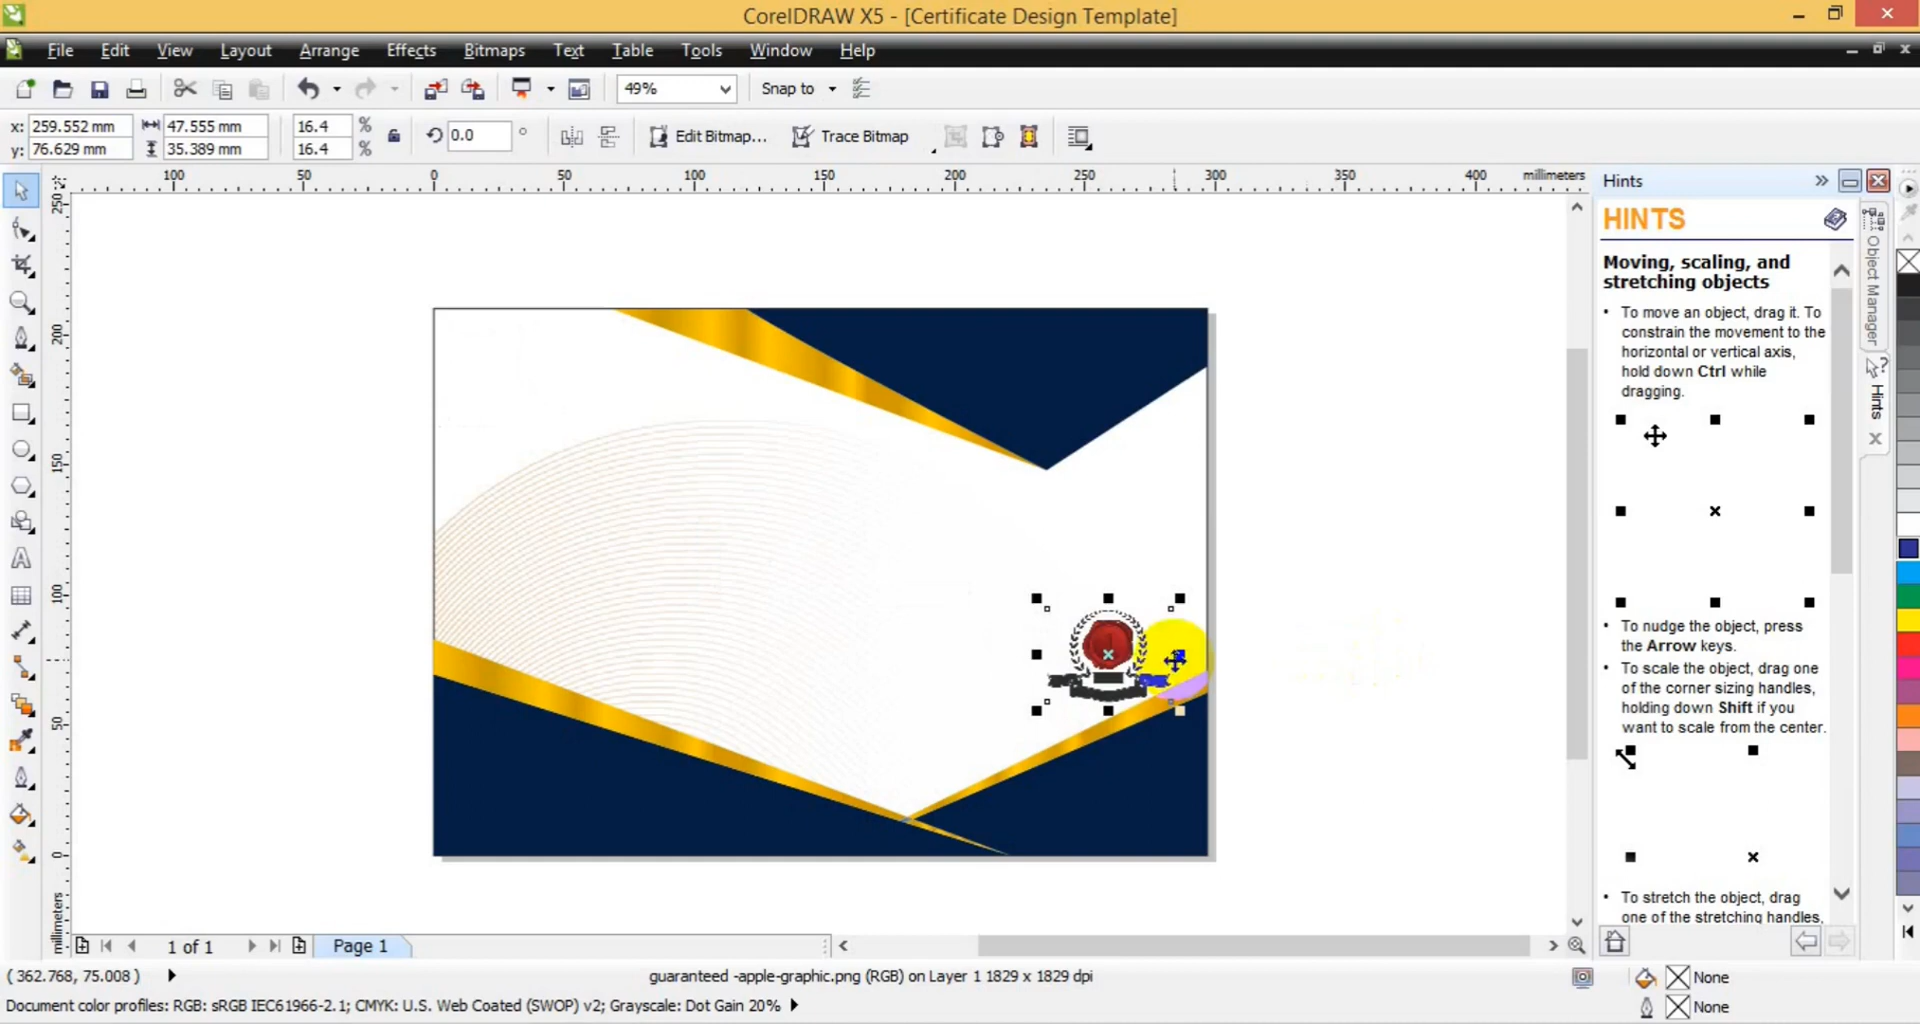 CorelDRAW X5 - [Certificate Design Template]
File Edit View Layout Arrange Effects Bitmaps Text Table Tools Window Help
49% Snap to
x: 259.552 mm 47.555 mm 16.4 %
y: 76.629 mm 35.389 mm 16.4 %
0.0 ° Edit Bitmap... Trace Bitmap
100 50 0 50 100 150 200 250 300 350 400 millimeters
250
200
150
100
50
0
millimeters
Hints
HINTS
Moving, scaling, and
stretching objects
• To move an object, drag it. To
constrain the movement to the
horizontal or vertical axis,
hold down Ctrl while
dragging.
• To nudge the object, press
the Arrow keys.
• To scale the object, drag one
of the corner sizing handles,
holding down Shift if you
want to scale from the center.
• To stretch the object, drag
one of the stretching handles,
Object Manager
Hints
1 of 1 Page 1
( 362.768, 75.008 ) guaranteed -apple-graphic.png (RGB) on Layer 1 1829 x 1829 dpi None
Document color profiles: RGB: sRGB IEC61966-2.1; CMYK: U.S. Web Coated (SWOP) v2; Grayscale: Dot Gain 20% None